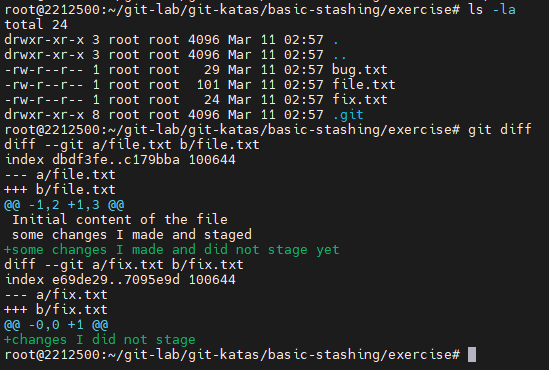 root@2212500:~/git-lab/git-katas/basic-stashing/exercise# ls -la
total 24
drwxr-xr-x 3 root root 4096 Mar 11 02:57 .
drwxr-xr-x 3 root root 4096 Mar 11 02:57 ..
-rw-r--r-- 1 root root   29 Mar 11 02:57 bug.txt
-rw-r--r-- 1 root root  101 Mar 11 02:57 file.txt
-rw-r--r-- 1 root root   24 Mar 11 02:57 fix.txt
drwxr-xr-x 8 root root 4096 Mar 11 02:57 .git
root@2212500:~/git-lab/git-katas/basic-stashing/exercise# git diff
diff --git a/file.txt b/file.txt
index dbdf3fe..c179bba 100644
--- a/file.txt
+++ b/file.txt
@@ -1,2 +1,3 @@
 Initial content of the file
 some changes I made and staged
+some changes I made and did not stage yet
diff --git a/fix.txt b/fix.txt
index e69de29..7095e9d 100644
--- a/fix.txt
+++ b/fix.txt
@@ -0,0 +1 @@
+changes I did not stage
root@2212500:~/git-lab/git-katas/basic-stashing/exercise#